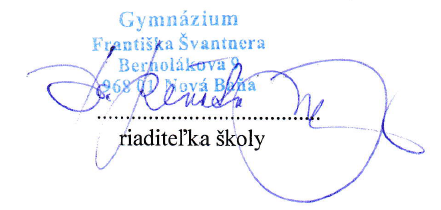 Gymnázium
Františka Švantnera
Bernolákova 9
968 01 Nová Baňa
riaditeľka školy